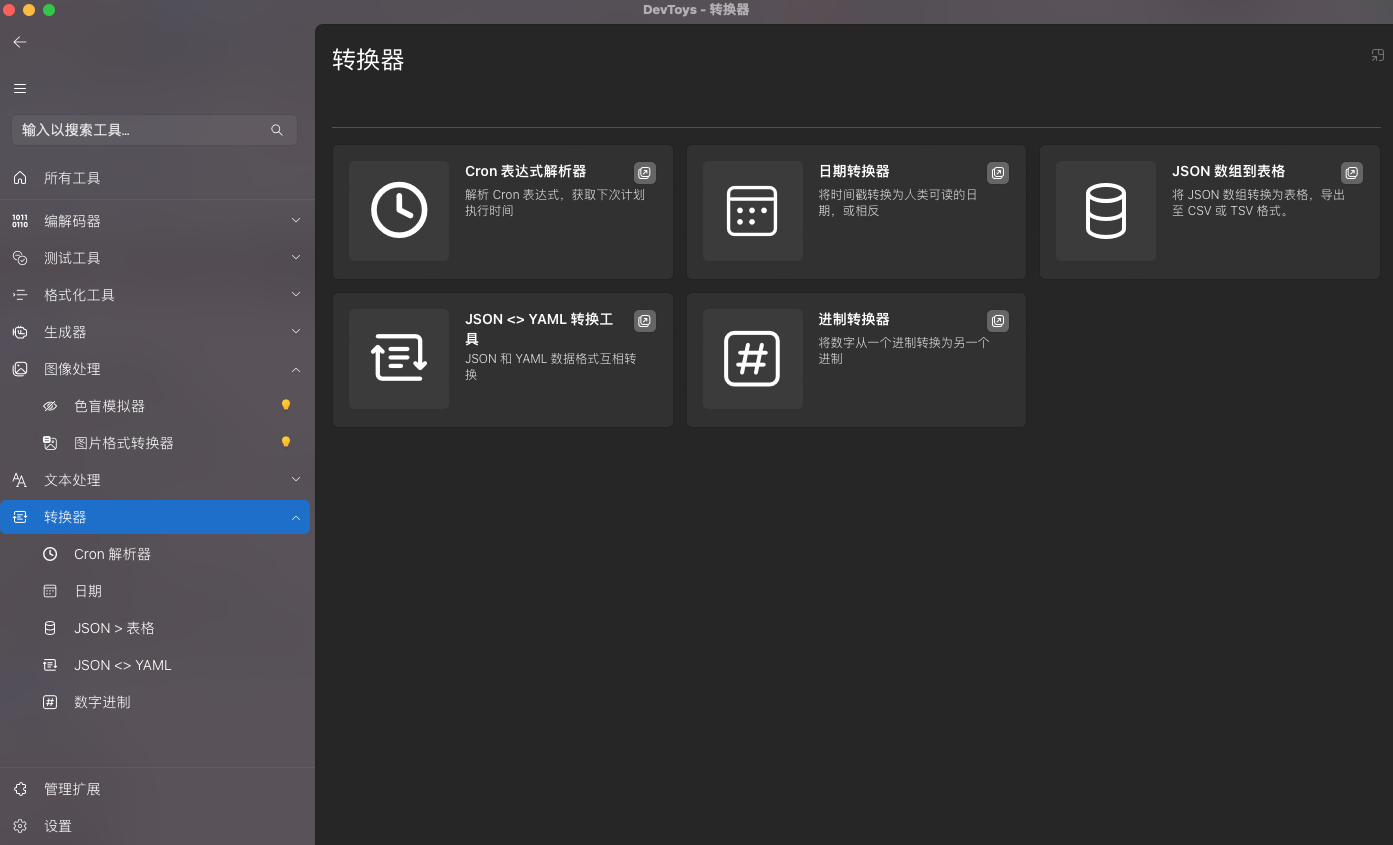 DevToys - 转换器
输入以搜索工具...
所有工具
1011
0110
编解码器
测试工具
格式化工具
生成器
图像处理
色盲模拟器
图片格式转换器
文本处理
转换器
Cron 解析器
日期
JSON > 表格
JSON <> YAML
数字进制
管理扩展
设置
转换器
Cron 表达式解析器
解析 Cron 表达式，获取下次计划
执行时间
日期转换器
将时间戳转换为人类可读的日
期，或相反
JSON 数组到表格
将 JSON 数组转换为表格，导出
至 CSV 或 TSV 格式。
JSON <> YAML 转换工
具
JSON 和 YAML 数据格式互相转
换
进制转换器
将数字从一个进制转换为另一个
进制